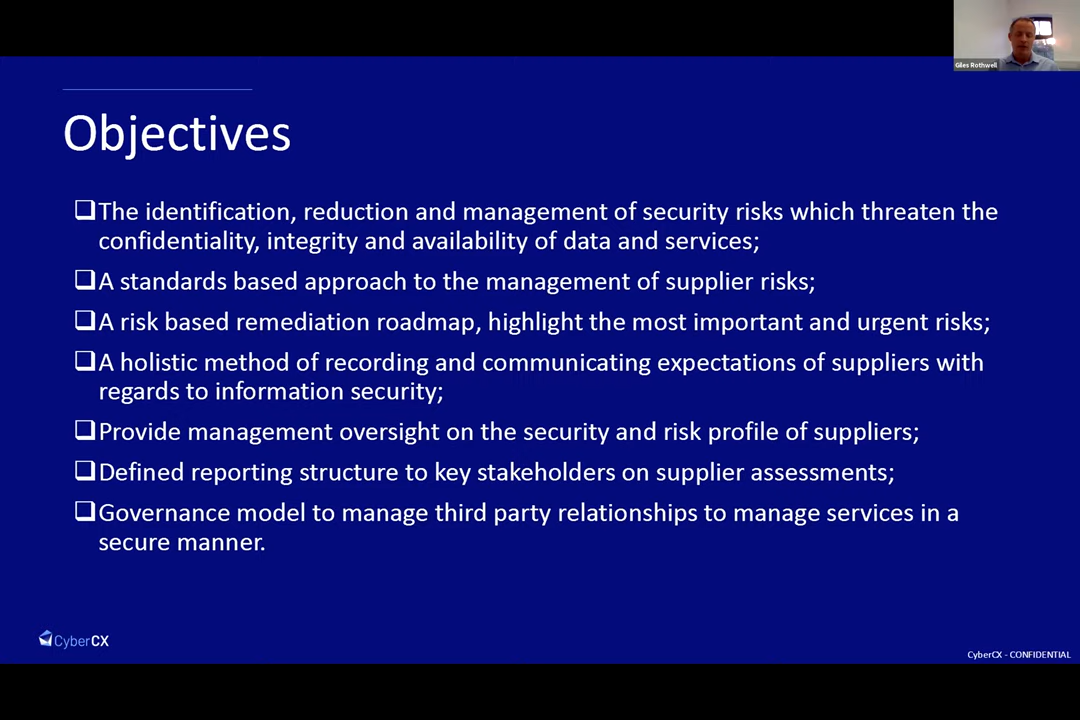 Giles Rothwell
Objectives
The identification, reduction and management of security risks which threaten the
confidentiality, integrity and availability of data and services;
A standards based approach to the management of supplier risks;
A risk based remediation roadmap, highlight the most important and urgent risks;
A holistic method of recording and communicating expectations of suppliers with
regards to information security;
Provide management oversight on the security and risk profile of suppliers;
Defined reporting structure to key stakeholders on supplier assessments;
Governance model to manage third party relationships to manage services in a
secure manner.
CyberCX
CyberCX - CONFIDENTIAL